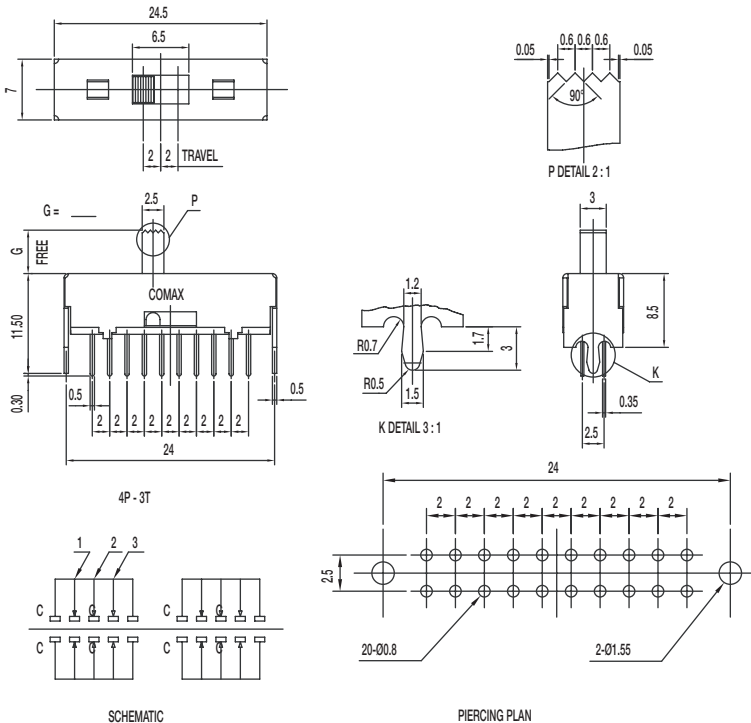 24.5
6.5
7
2 2 TRAVEL
0.05 0.6 0.6 0.6 0.05
90°
P DETAIL 2 : 1
G = ____
2.5
P
G
FREE
COMAX
11.50
0.30
0.5
0.5
2 2 2 2 2 2 2 2 2
24
1.2
R0.7
1.7
3
R0.5
1.5
K DETAIL 3 : 1
3
8.5
K
0.35
2.5
4P - 3T
1 2 3
C C C C
C C C C
SCHEMATIC
24
2 2 2 2 2 2 2 2 2
2.5
20-Ø0.8
2-Ø1.55
PIERCING PLAN